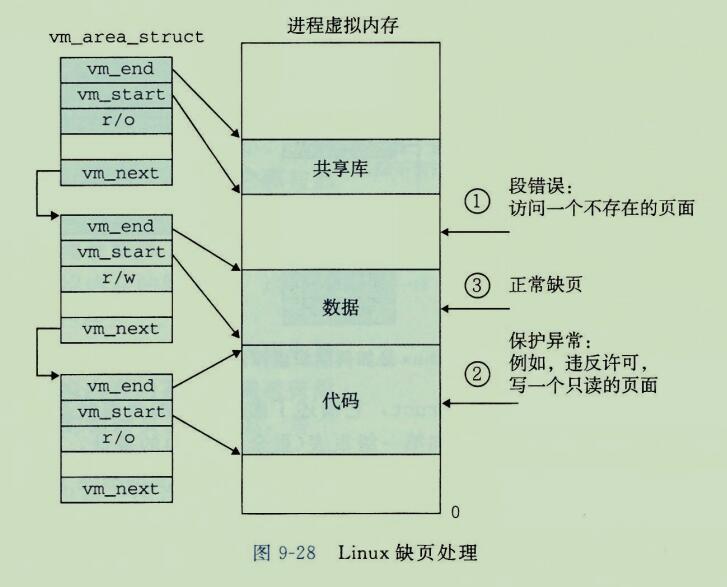 进程虚拟内存
vm_area_struct
vm_end
vm_start
r/o
vm_next
共享库
① 段错误:
访问一个不存在的页面
vm_end
vm_start
r/w
vm_next
数据
③ 正常缺页
vm_end
vm_start
r/o
vm_next
代码
保护异常:
② 例如，违反许可，
写一个只读的页面
0
图 9-28 Linux 缺页处理